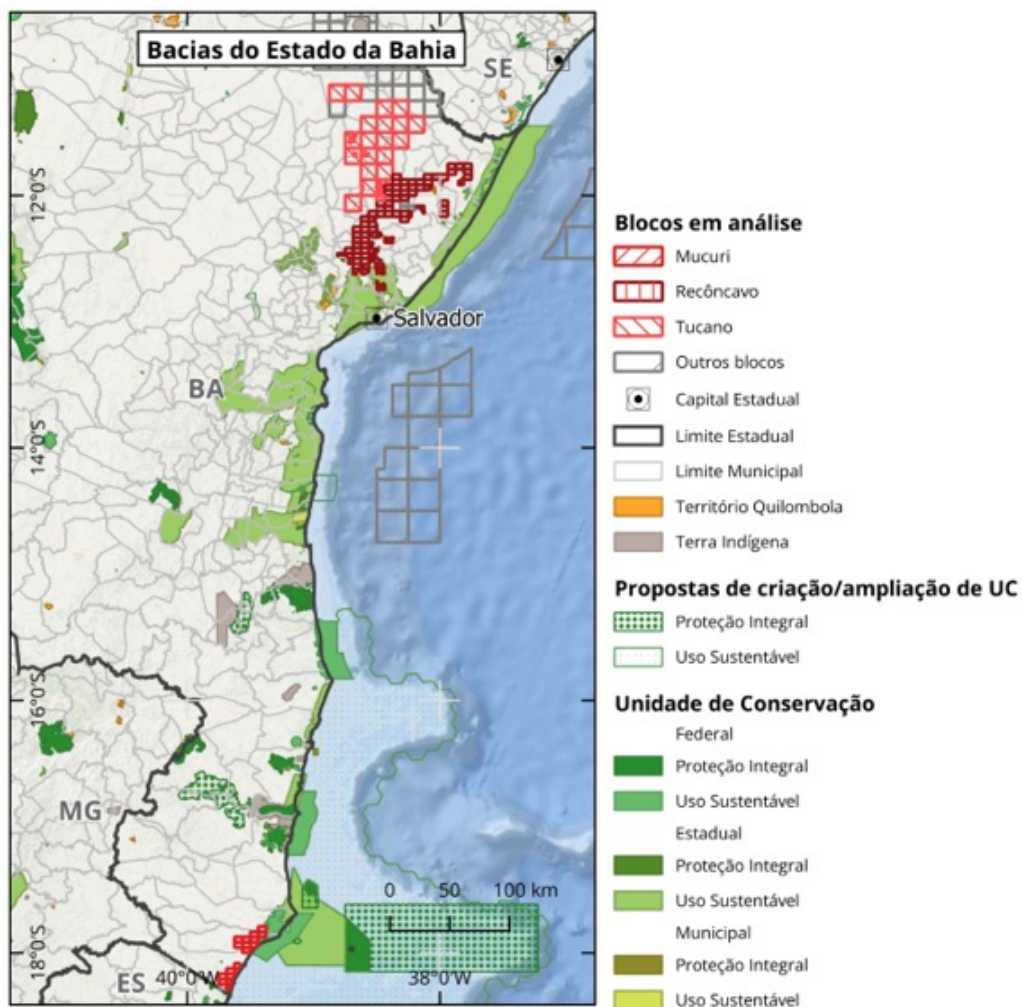 Bacias do Estado da Bahia
SE
12°0'S
Salvador
BA
14°0'S
16°0'S
MG
0 50 100 km
18°0'S
ES
40°0'W
38°0'W
Blocos em análise
Mucuri
Recôncavo
Tucano
Outros blocos
Capital Estadual
Limite Estadual
Limite Municipal
Território Quilombola
Terra Indígena
Propostas de criação/ampliação de UC
Proteção Integral
Uso Sustentável
Unidade de Conservação
Federal
Proteção Integral
Uso Sustentável
Estadual
Proteção Integral
Uso Sustentável
Municipal
Proteção Integral
Uso Sustentável